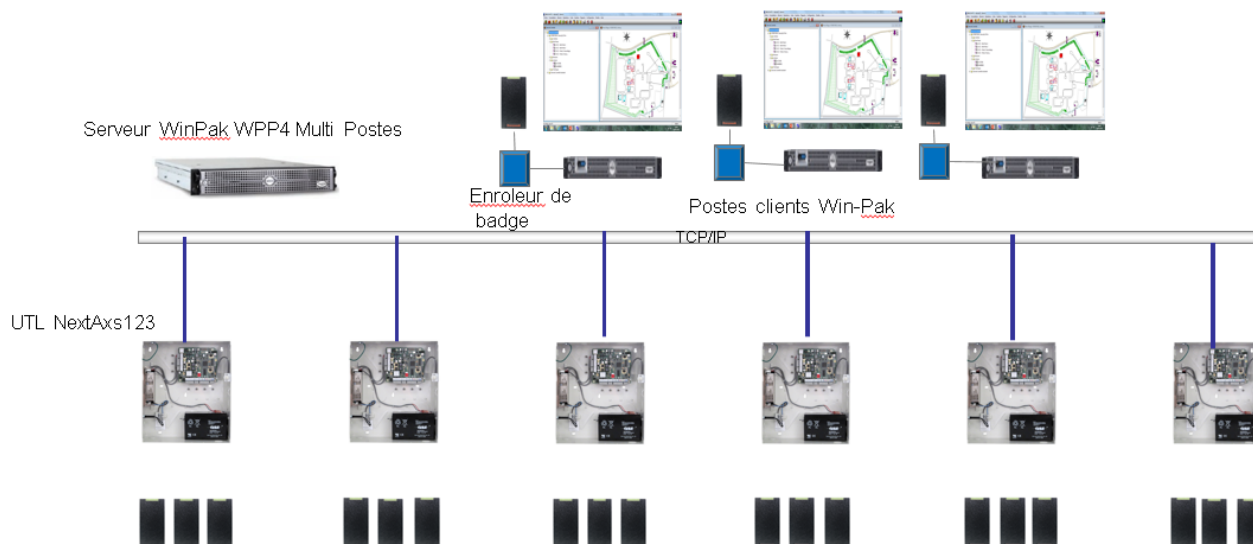 Serveur WinPak WPP4 Multi Postes
Enroleur de
badge
Postes clients Win-Pak
TCP/IP
UTL NextAxs123